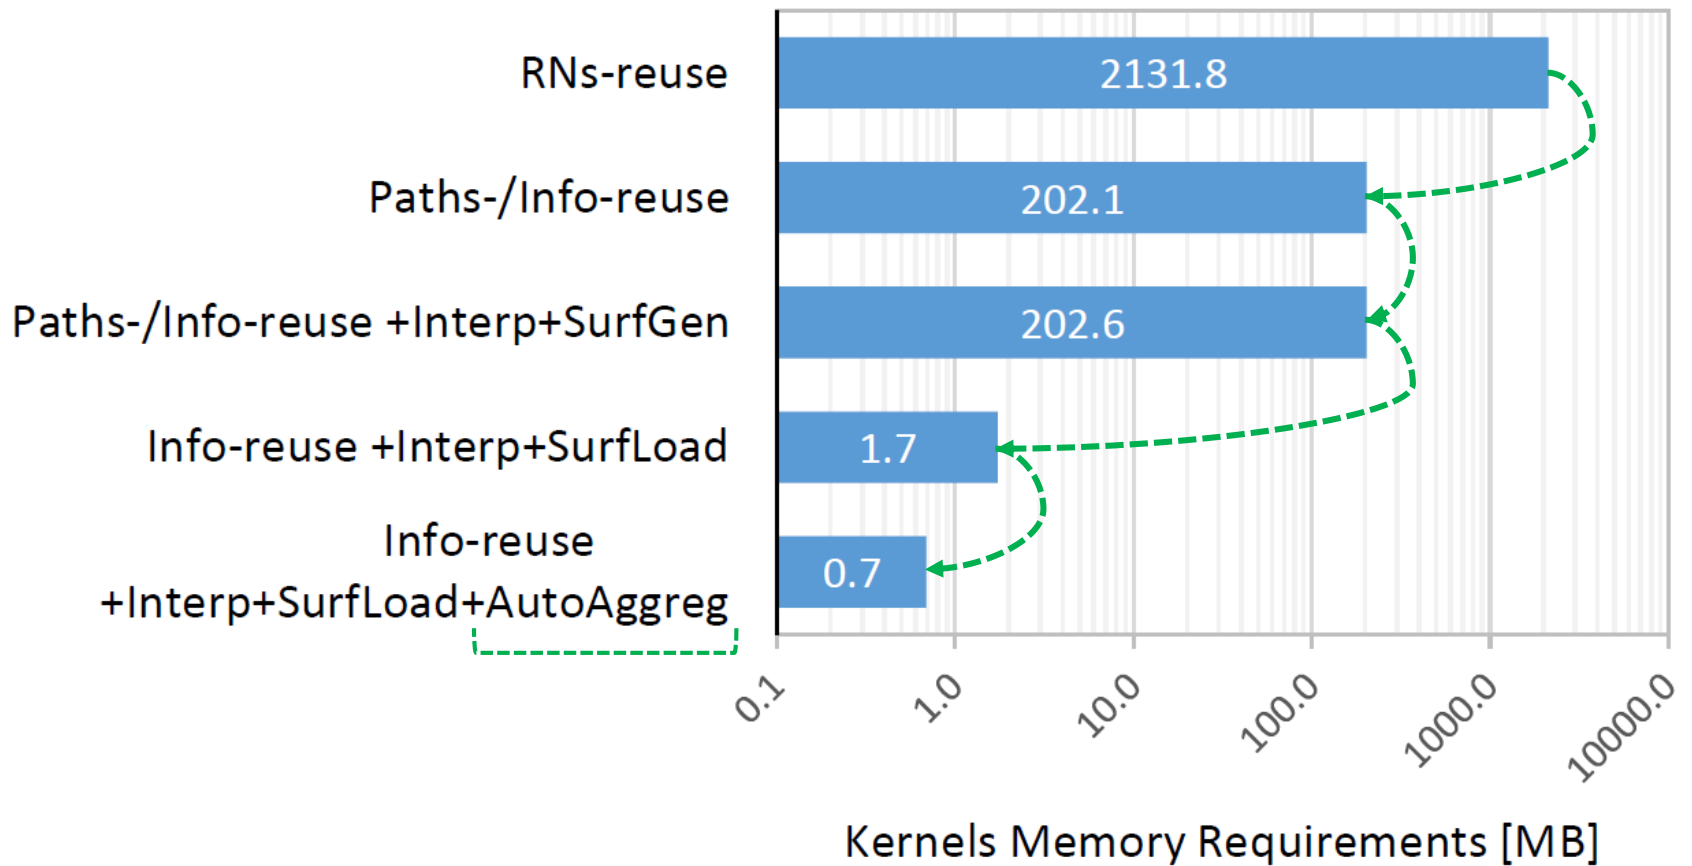 RNs-reuse
2131.8
Paths-/Info-reuse
202.1
Paths-/Info-reuse +Interp+SurfGen
202.6
Info-reuse +Interp+SurfLoad
1.7
Info-reuse
+Interp+SurfLoad+AutoAggreg
0.7
0.1
1.0
10.0
100.0
1000.0
10000.0
Kernels Memory Requirements [MB]